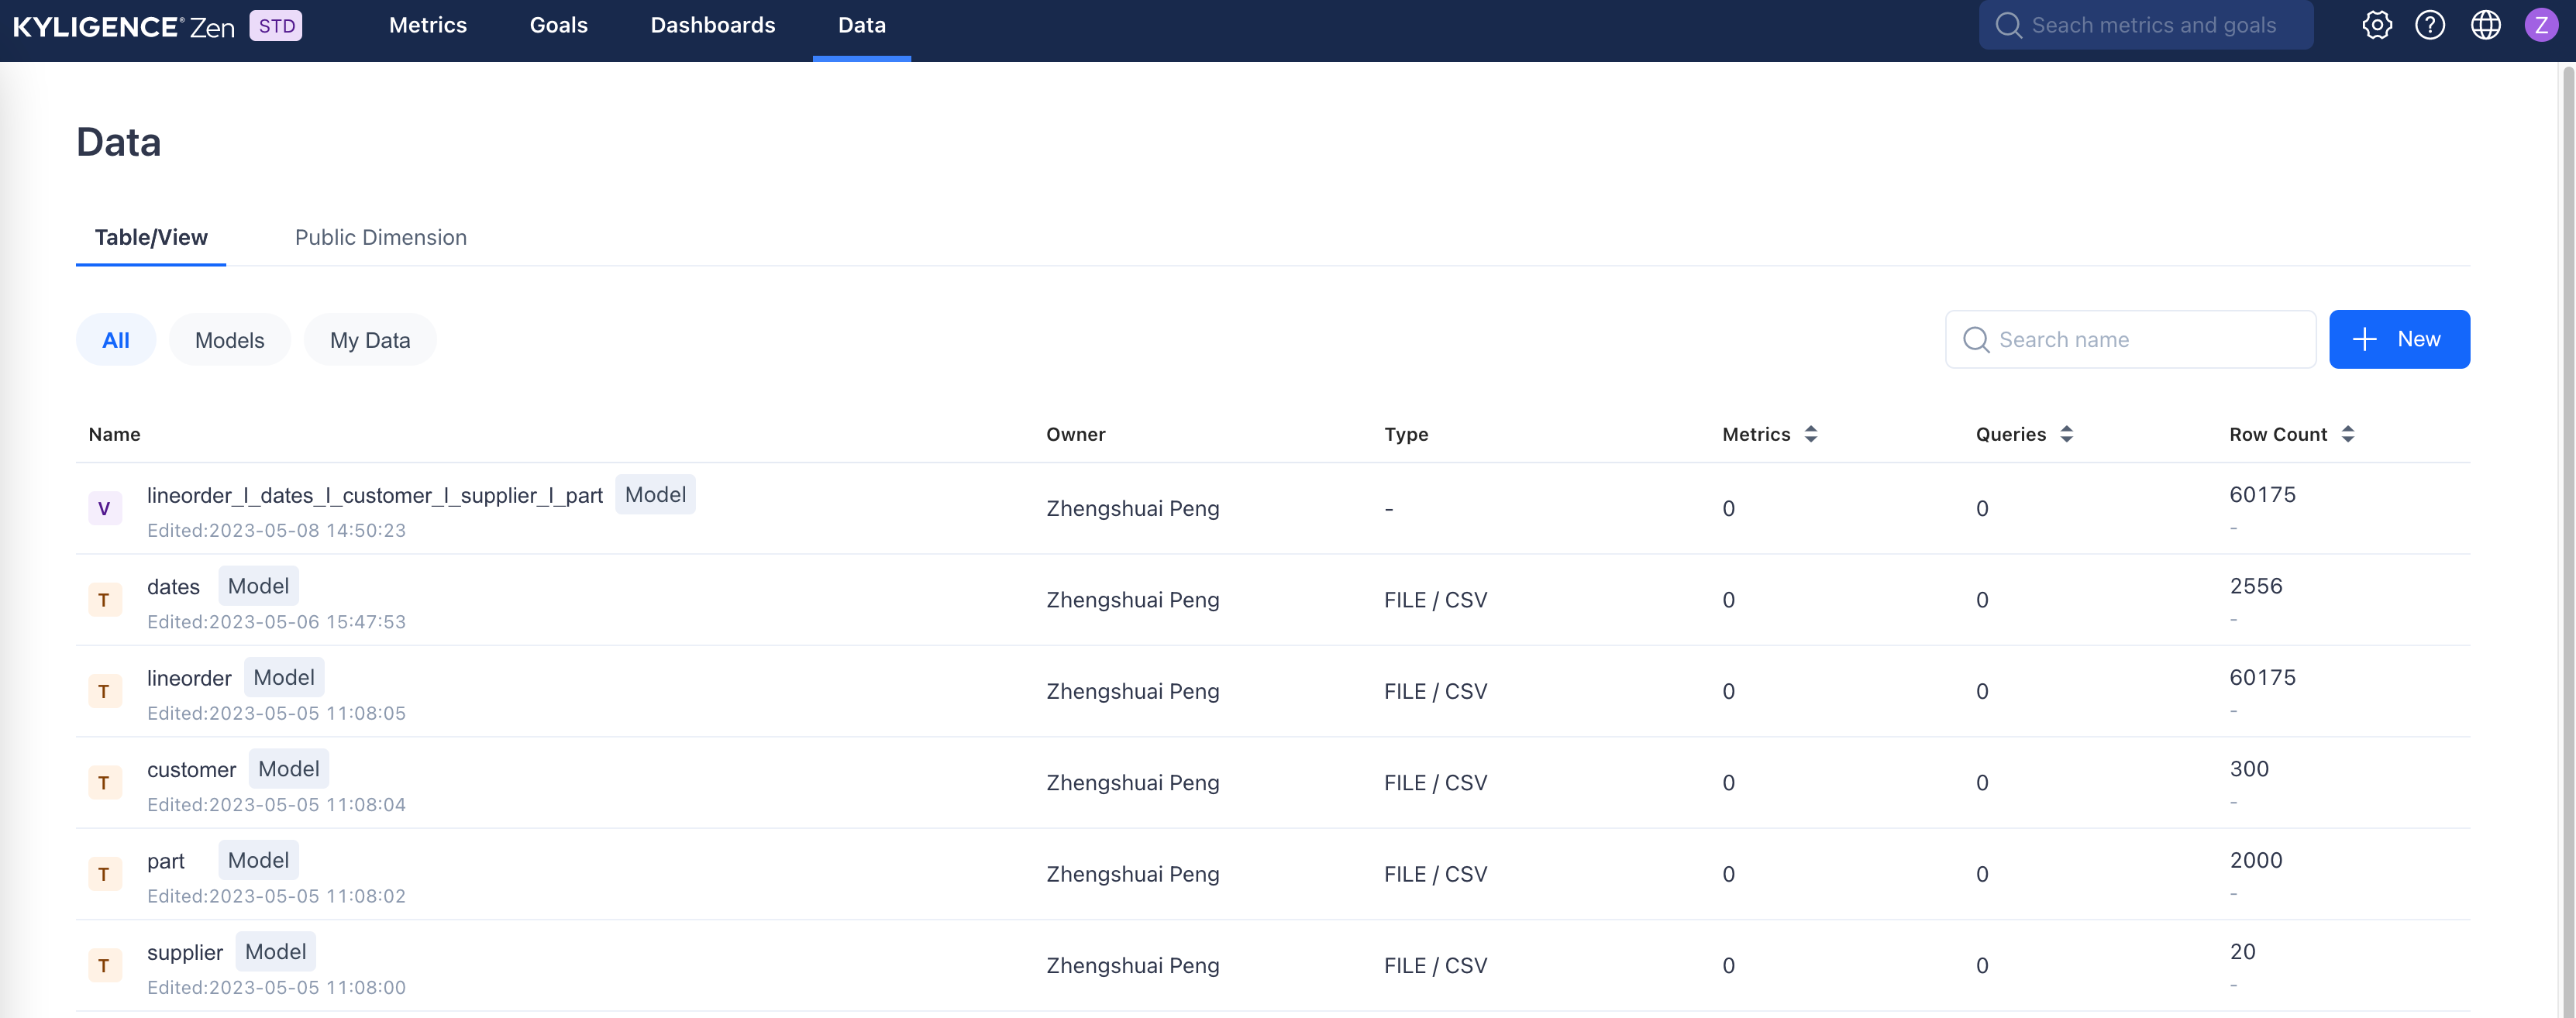 KYLIGENCE® Zen STD Metrics Goals Dashboards Data Seach metrics and goals Z
Data
Table/View Public Dimension
All Models My Data Search name New
Name Owner Type Metrics Queries Row Count
V lineorder_l_dates_l_customer_l_supplier_l_part Model Zhengshuai Peng - 0 0 60175
Edited:2023-05-08 14:50:23 -
T dates Model Zhengshuai Peng FILE / CSV 0 0 2556
Edited:2023-05-06 15:47:53 -
T lineorder Model Zhengshuai Peng FILE / CSV 0 0 60175
Edited:2023-05-05 11:08:05 -
T customer Model Zhengshuai Peng FILE / CSV 0 0 300
Edited:2023-05-05 11:08:04 -
T part Model Zhengshuai Peng FILE / CSV 0 0 2000
Edited:2023-05-05 11:08:02 -
T supplier Model Zhengshuai Peng FILE / CSV 0 0 20
Edited:2023-05-05 11:08:00 -